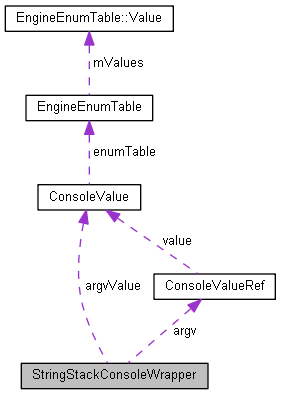 EngineEnumTable::Value
mValues
EngineEnumTable
enumTable
ConsoleValue
value
argvValue
ConsoleValueRef
argv
StringStackConsoleWrapper